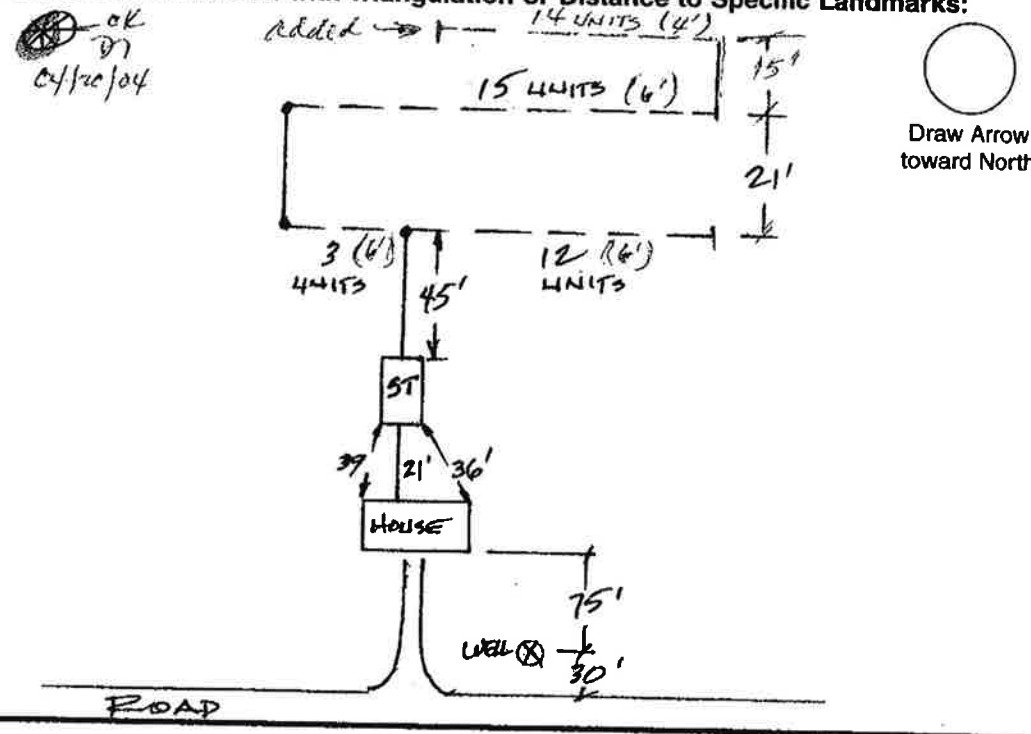 Triangulation or Distance to Specific Landmarks:
OK
added → 14 UNITS (4')
15'
04/20/04
15 UNITS (6')
Draw Arrow
toward North
21'
3 (6')
UNITS
12 (6')
UNITS
45'
ST
39
21'
36'
HOUSE
75'
WELL
30'
ROAD